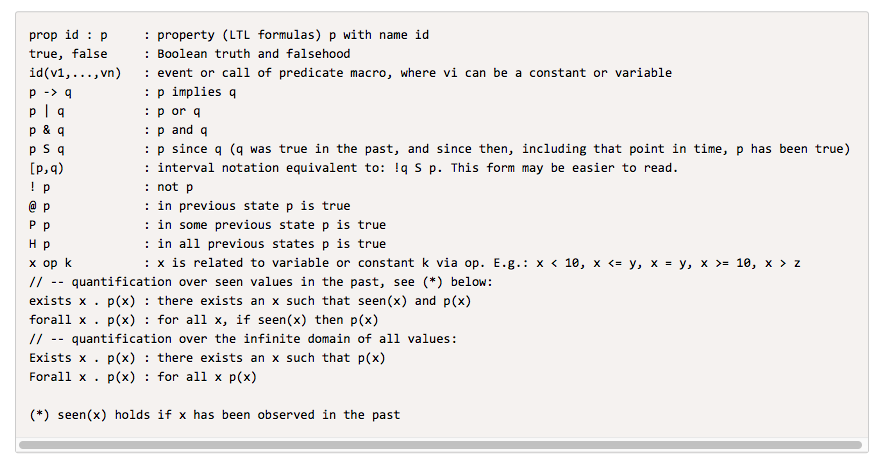 prop id : p     : property (LTL formulas) p with name id
true, false     : Boolean truth and falsehood
id(v1,...,vn)   : event or call of predicate macro, where vi can be a constant or variable
p -> q          : p implies q
p | q           : p or q
p & q           : p and q
p S q           : p since q (q was true in the past, and since then, including that point in time, p has been true)
[p,q)           : interval notation equivalent to: !q S p. This form may be easier to read.
! p             : not p
@ p             : in previous state p is true
P p             : in some previous state p is true
H p             : in all previous states p is true
x op k          : x is related to variable or constant k via op. E.g.: x < 10, x <= y, x = y, x >= 10, x > z
// -- quantification over seen values in the past, see (*) below:
exists x . p(x) : there exists an x such that seen(x) and p(x)
forall x . p(x) : for all x, if seen(x) then p(x)
// -- quantification over the infinite domain of all values:
Exists x . p(x) : there exists an x such that p(x)
Forall x . p(x) : for all x p(x)

(*) seen(x) holds if x has been observed in the past